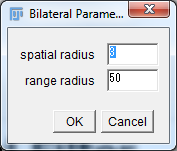 Bilateral Parame...
spatial radius 3
range radius 50
OK Cancel